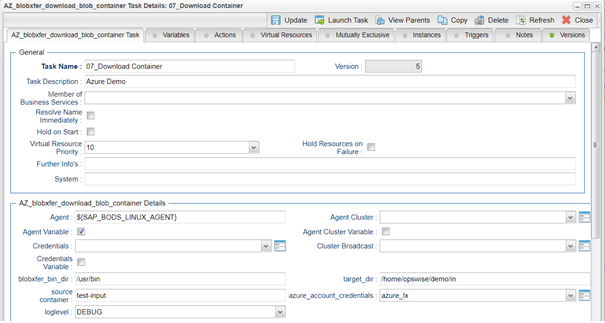 AZ_blobxfer_download_blob_container Task Details: 07_Download Container
Update Launch Task View Parents Copy Delete Refresh Close
AZ_blobxfer_download_blob_container Task Variables Actions Virtual Resources Mutually Exclusive Instances Triggers Notes Versions
General
Task Name : 07_Download Container Version : 5
Task Description : Azure Demo
Member of
Business Services :
Resolve Name
Immediately :
Hold on Start :
Virtual Resource
Priority : 10 Hold Resources on
Failure :
Further Info's :
System :
AZ_blobxfer_download_blob_container Details
Agent : ${SAP_BODS_LINUX_AGENT} Agent Cluster :
Agent Variable : Agent Cluster Variable :
Credentials : Cluster Broadcast :
Credentials
Variable :
blobxfer_bin_dir : /usr/bin target_dir : /home/opswise/demo/in
source
container : test-input azure_account_credentials : azure_lx
loglevel : DEBUG